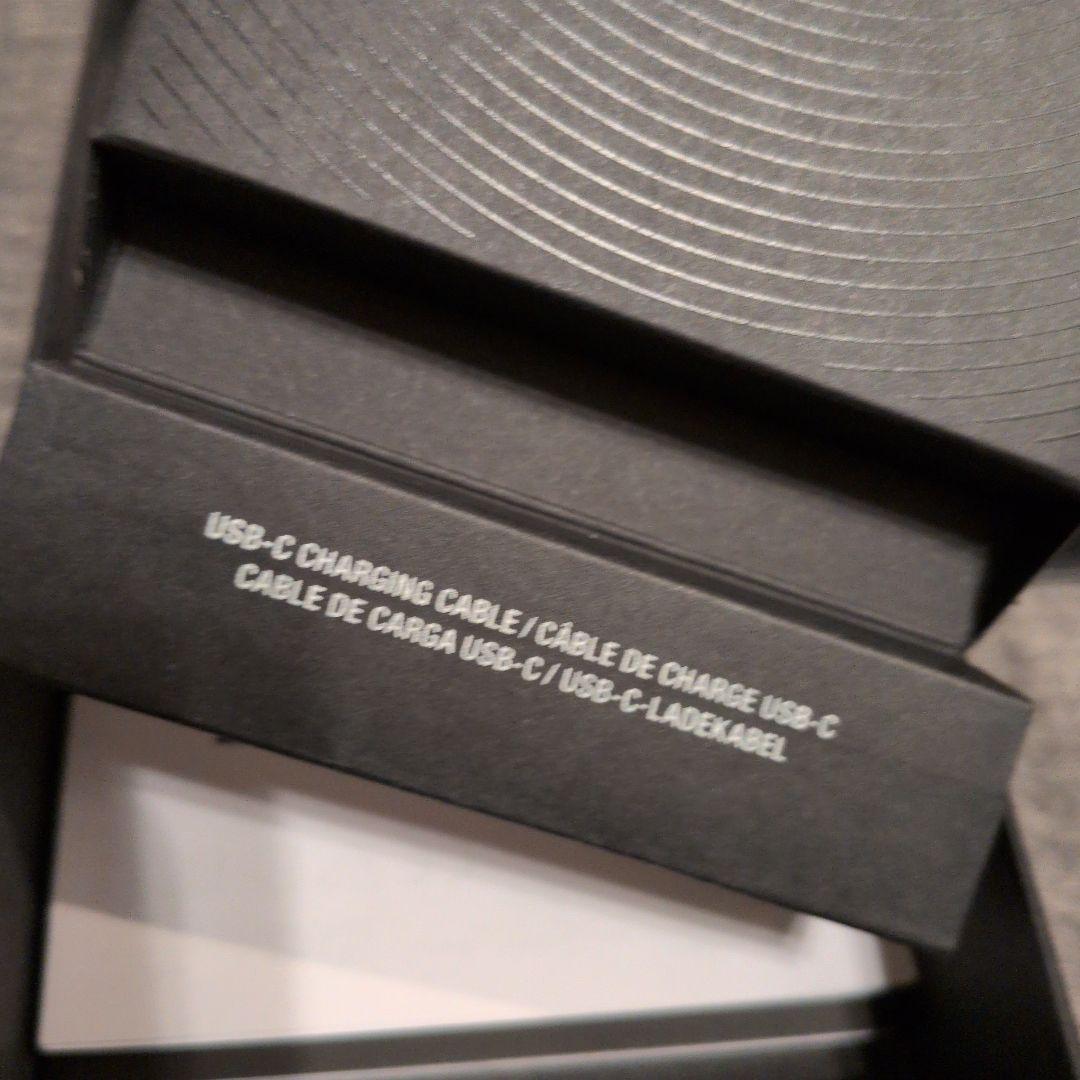 USB-C CHARGING CABLE / CÂBLE DE CHARGE USB-C
CABLE DE CARGA USB-C / USB-C-LADEKABEL